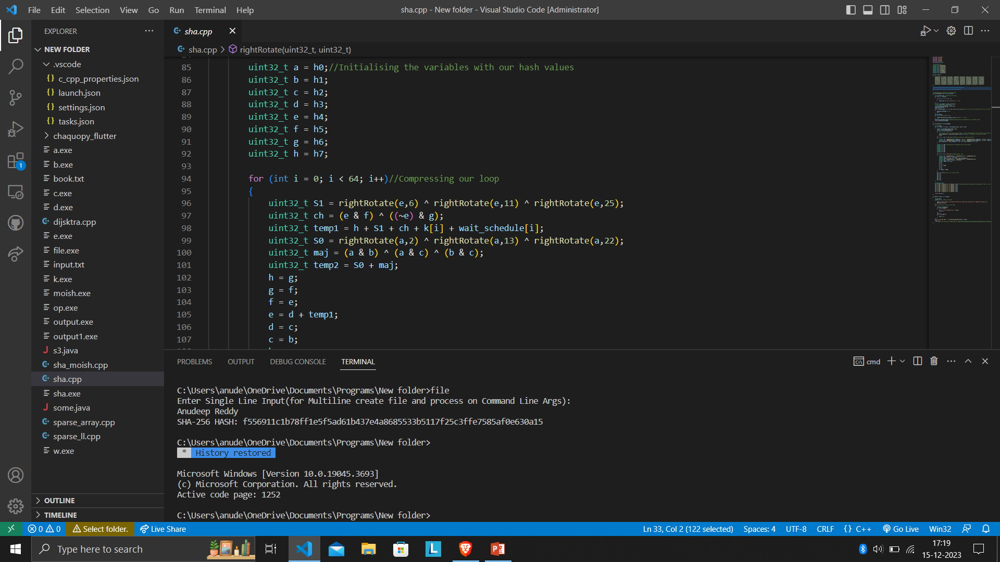 File Edit Selection View Go Run Terminal Help
sha.cpp - New folder - Visual Studio Code [Administrator]
EXPLORER
NEW FOLDER
.vscode
{} c_cpp_properties.json
{} launch.json
{} settings.json
{} tasks.json
chaquopy_flutter
a.exe
b.exe
book.txt
c.exe
d.exe
dijsktra.cpp
e.exe
file.exe
input.txt
k.exe
moish.exe
op.exe
output.exe
output1.exe
J s3.java
sha_moish.cpp
sha.cpp
sha.exe
J some.java
sparse_array.cpp
sparse_ll.cpp
w.exe
OUTLINE
TIMELINE
1
sha.cpp
sha.cpp > rightRotate(uint32_t, uint32_t)
85 uint32_t a = h0;//Initialising the variables with our hash values
86 uint32_t b = h1;
87 uint32_t c = h2;
88 uint32_t d = h3;
89 uint32_t e = h4;
90 uint32_t f = h5;
91 uint32_t g = h6;
92 uint32_t h = h7;
93
94 for (int i = 0; i < 64; i++)//Compressing our loop
95 {
96 uint32_t S1 = rightRotate(e,6) ^ rightRotate(e,11) ^ rightRotate(e,25);
97 uint32_t ch = (e & f) ^ ((~e) & g);
98 uint32_t temp1 = h + S1 + ch + k[i] + wait_schedule[i];
99 uint32_t S0 = rightRotate(a,2) ^ rightRotate(a,13) ^ rightRotate(a,22);
100 uint32_t maj = (a & b) ^ (a & c) ^ (b & c);
101 uint32_t temp2 = S0 + maj;
102 h = g;
103 g = f;
104 f = e;
105 e = d + temp1;
106 d = c;
107 c = b;
PROBLEMS OUTPUT DEBUG CONSOLE TERMINAL
cmd
C:\Users\anude\OneDrive\Documents\Programs\New folder>file
Enter Single Line Input(for Multiline create file and process on Command Line Args):
Anudeep Reddy
SHA-256 HASH: f556911c1b78ff1e5f5ad61b437e4a8685533b5117f25c3ffe7585af0e630a15
C:\Users\anude\OneDrive\Documents\Programs\New folder>
* History restored
Microsoft Windows [Version 10.0.19045.3693]
(c) Microsoft Corporation. All rights reserved.
Active code page: 1252
C:\Users\anude\OneDrive\Documents\Programs\New folder>
0 0 Select folder. Live Share
Ln 33, Col 2 (122 selected) Spaces: 4 UTF-8 CRLF {} C++ Go Live Win32
Type here to search
L
P
17:19
15-12-2023